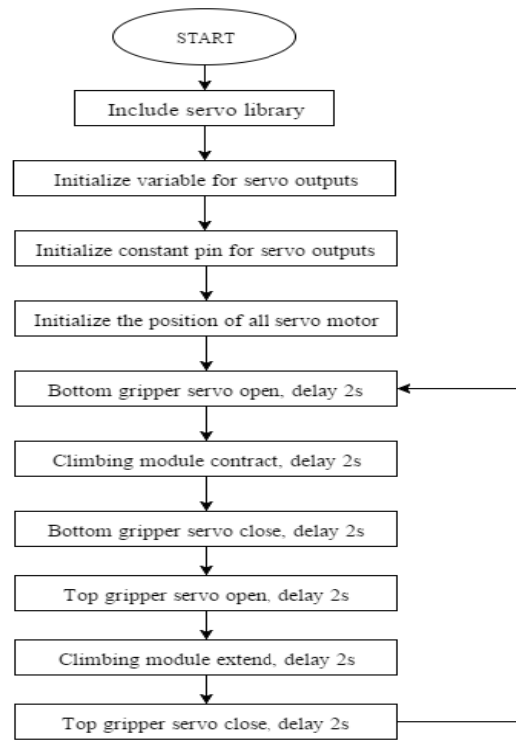 START
Include servo library
Initialize variable for servo outputs
Initialize constant pin for servo outputs
Initialize the position of all servo motor
Bottom gripper servo open, delay 2s
Climbing module contract, delay 2s
Bottom gripper servo close, delay 2s
Top gripper servo open, delay 2s
Climbing module extend, delay 2s
Top gripper servo close, delay 2s